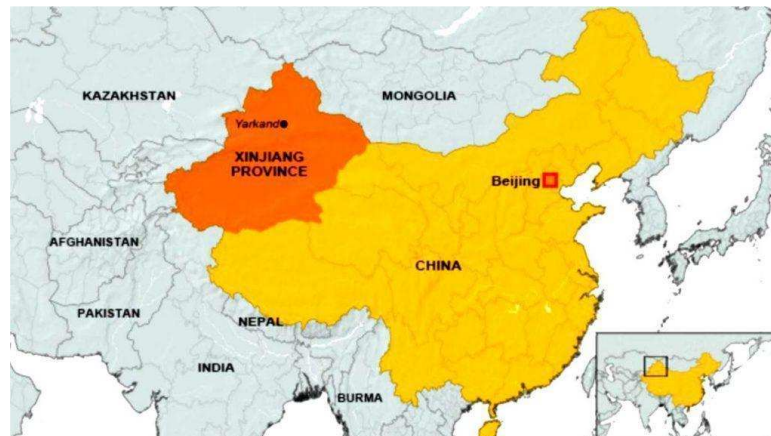 KAZAKHSTAN
MONGOLIA
Yarkand
XINJIANG
PROVINCE
Beijing
AFGHANISTAN
CHINA
PAKISTAN
NEPAL
INDIA
BURMA